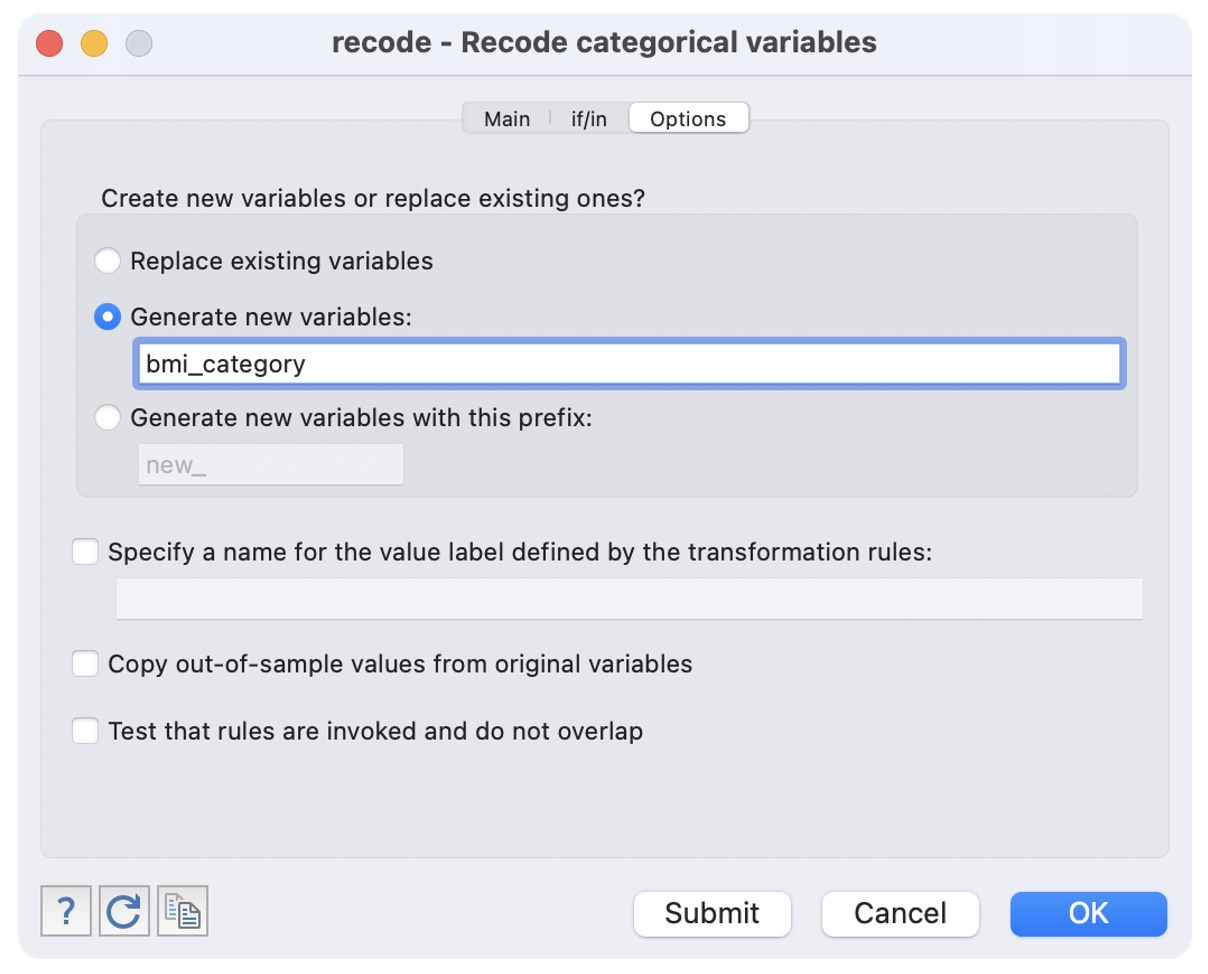 recode - Recode categorical variables
Main if/in Options
Create new variables or replace existing ones?
Replace existing variables
Generate new variables:
bmi_category
Generate new variables with this prefix:
new_
Specify a name for the value label defined by the transformation rules:
Copy out-of-sample values from original variables
Test that rules are invoked and do not overlap
? Submit Cancel OK